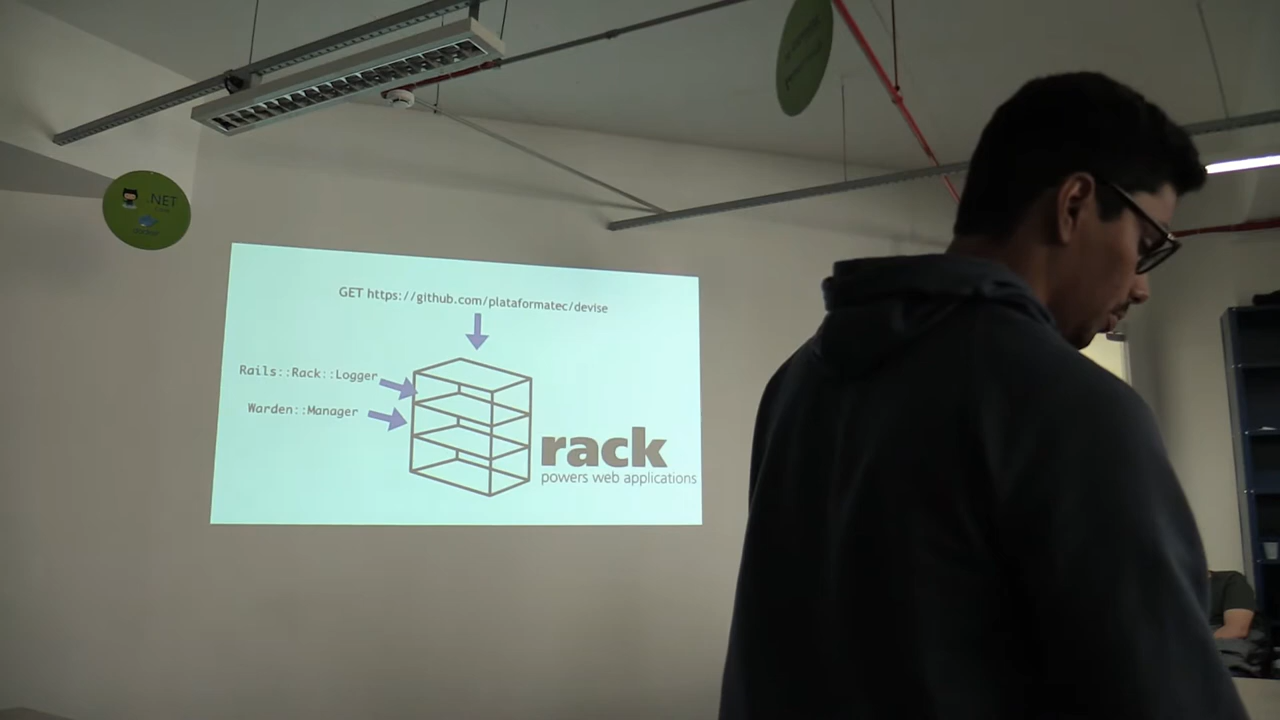 .NET
GET https://github.com/plataformatec/devise
Rails::Rack::Logger
Warden::Manager
rack
powers web applications